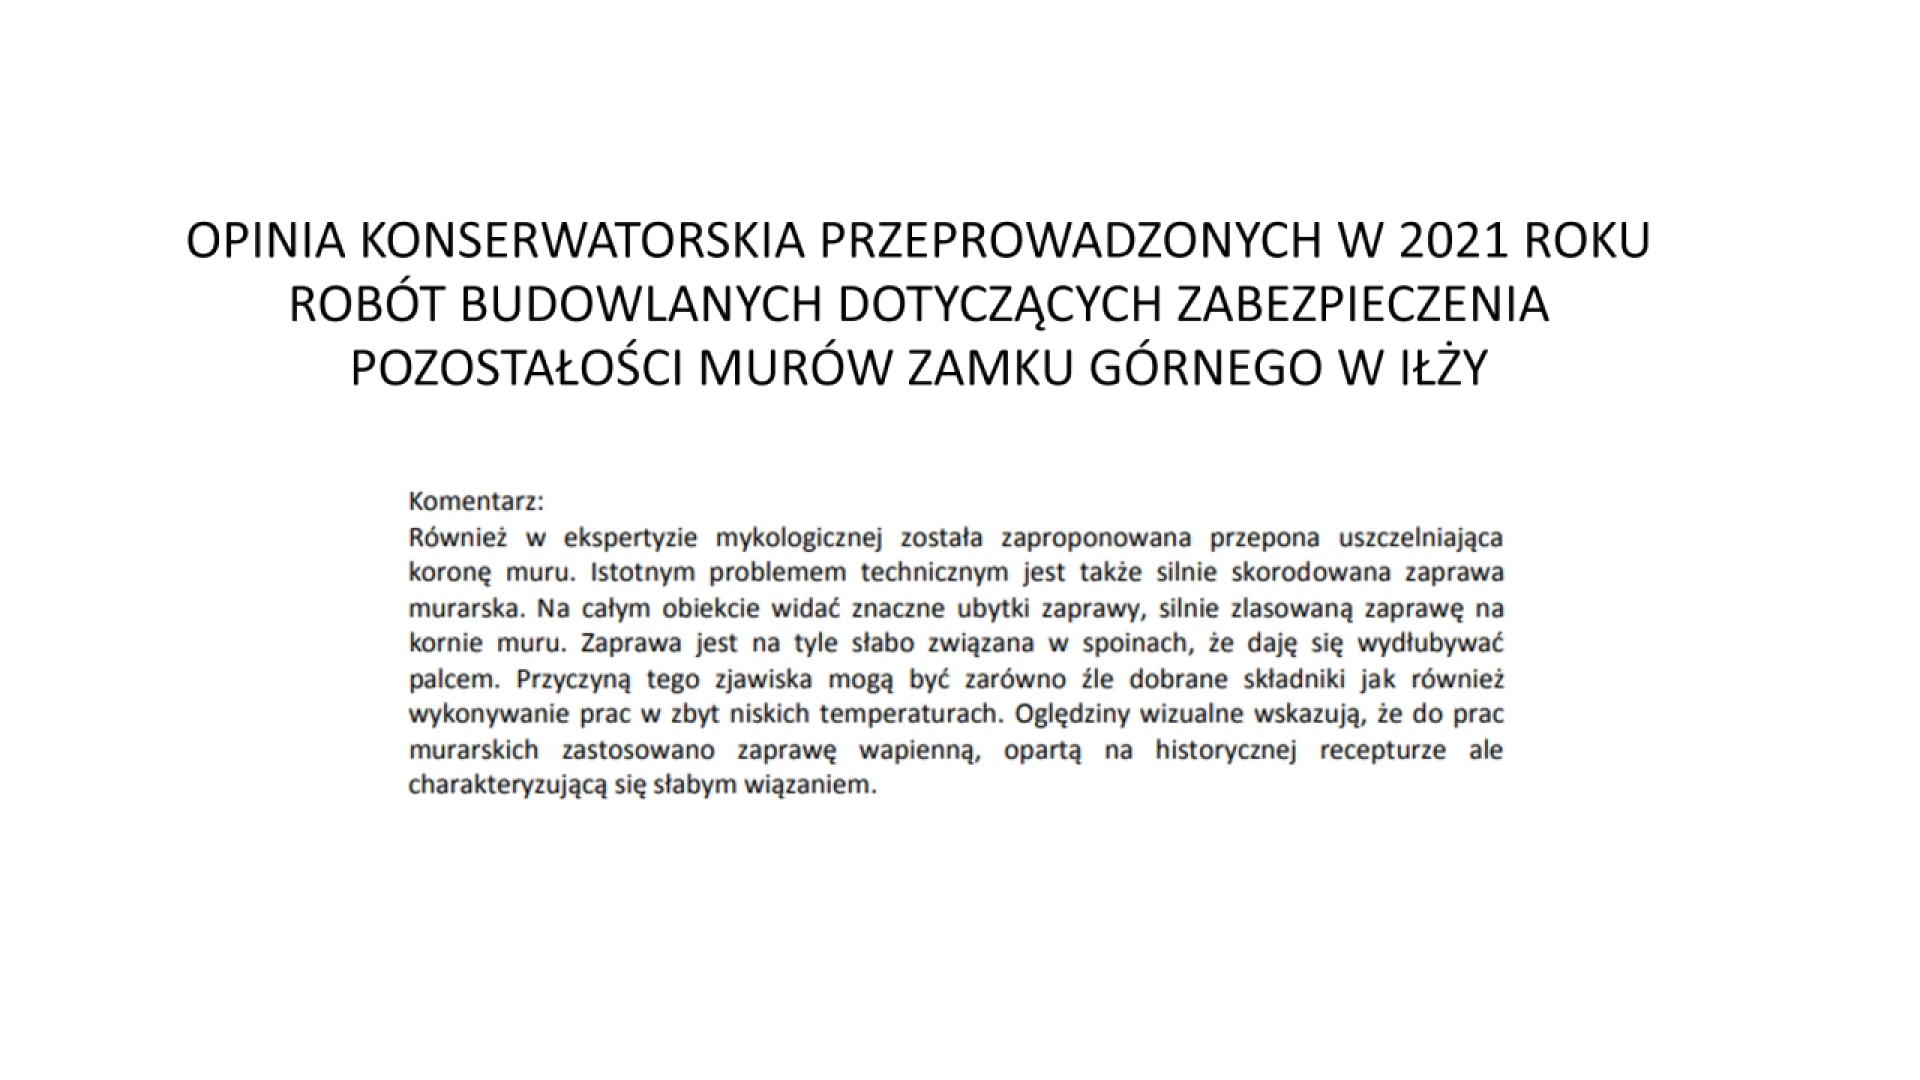 OPINIA KONSERWATORSKIA PRZEPROWADZONYCH W 2021 ROKU
ROBÓT BUDOWLANYCH DOTYCZĄCYCH ZABEZPIECZENIA
POZOSTAŁOŚCI MURÓW ZAMKU GÓRNEGO W IŁŻY
Komentarz:
Również w ekspertyzie mykologicznej została zaproponowana przepona uszczelniająca
koronę muru. Istotnym problemem technicznym jest także silnie skorodowana zaprawa
murarska. Na całym obiekcie widać znaczne ubytki zaprawy, silnie zlasowaną zaprawę na
kornie muru. Zaprawa jest na tyle słabo związana w spoinach, że daję się wydłubywać
palcem. Przyczyną tego zjawiska mogą być zarówno źle dobrane składniki jak również
wykonywanie prac w zbyt niskich temperaturach. Oględziny wizualne wskazują, że do prac
murarskich zastosowano zaprawę wapienną, opartą na historycznej recepturze ale
charakteryzującą się słabym wiązaniem.